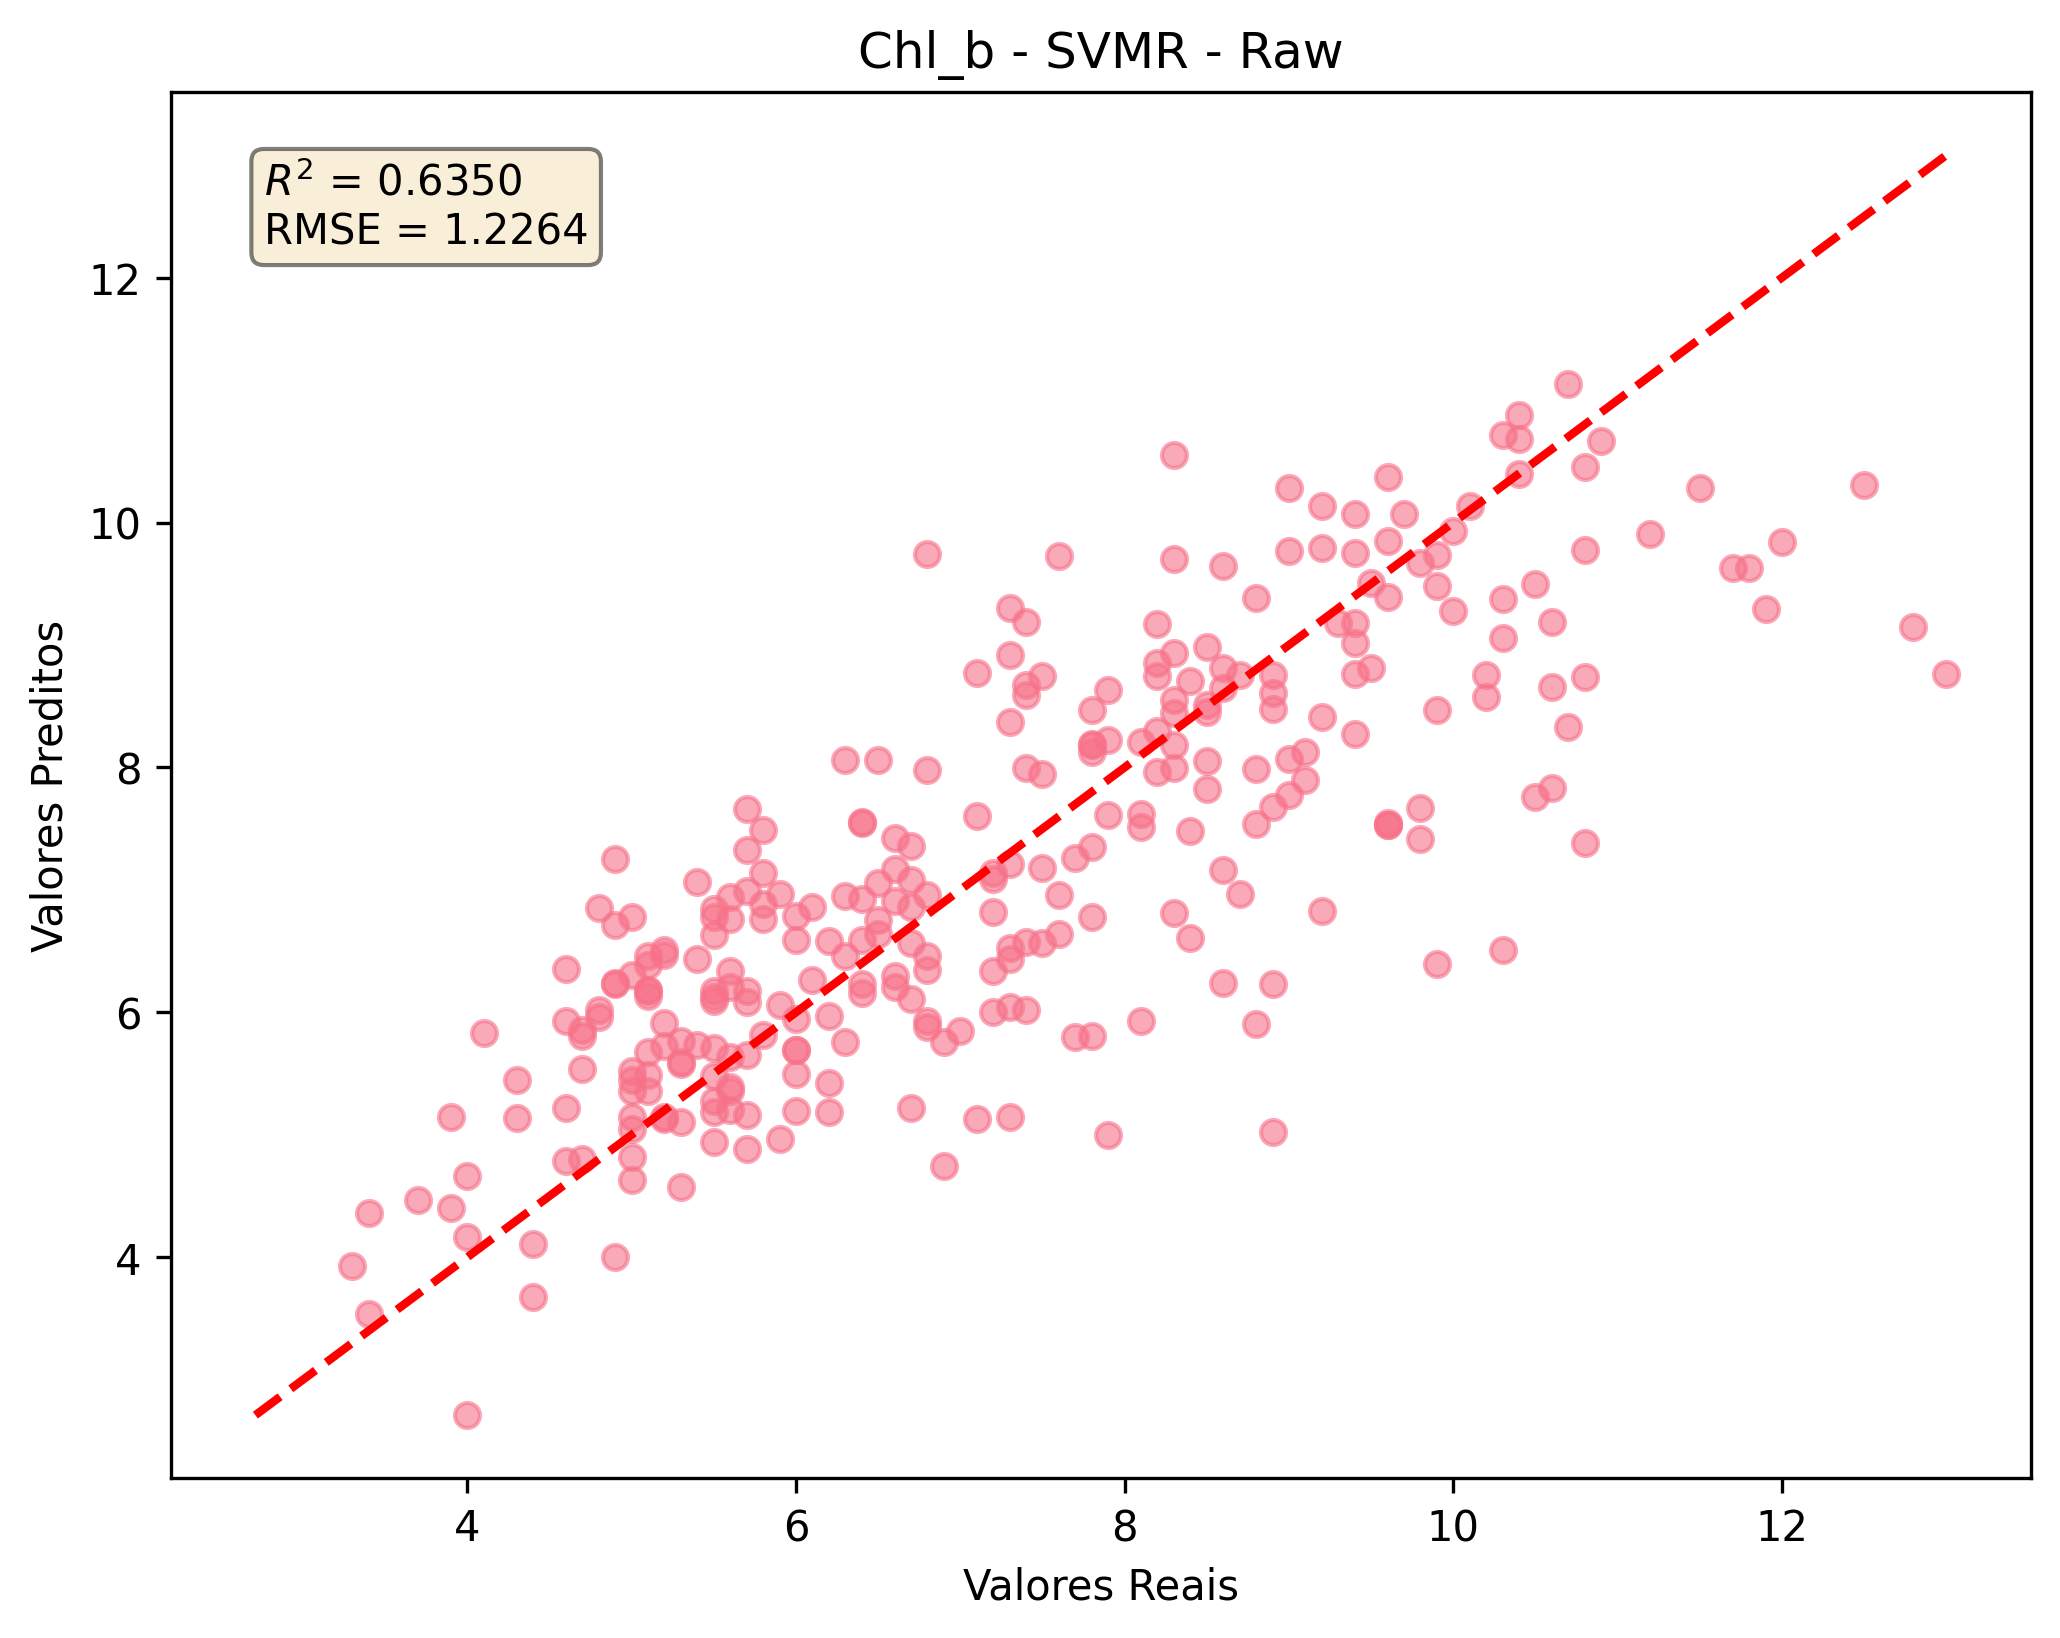 Chl_b - SVMR - Raw
R² = 0.6350
RMSE = 1.2264
12
10
8
6
4
Valores Preditos
4 6 8 10 12
Valores Reais